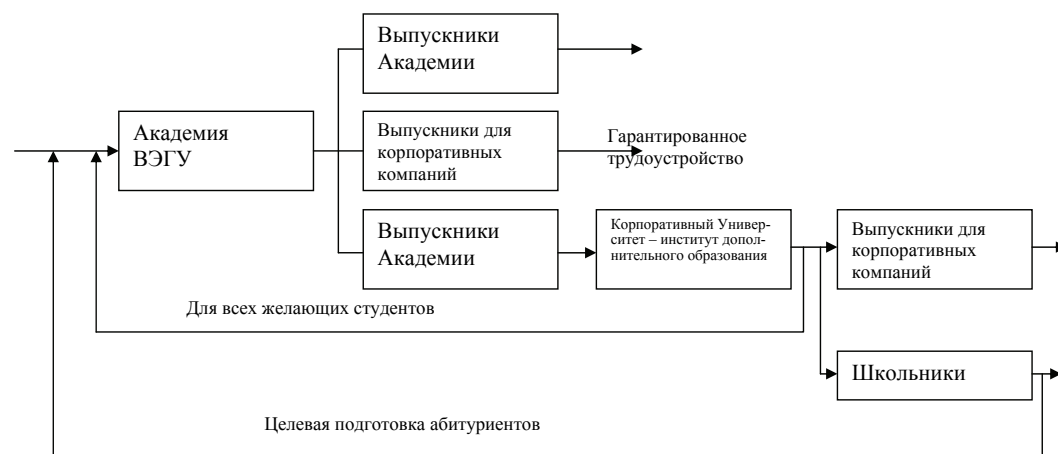 Выпускники
Академии
Академия
ВЭГУ
Выпускники для
корпоративных
компаний
Гарантированное
трудоустройство
Выпускники
Академии
Корпоративный Универ-
ситет – институт допол-
нительного образования
Выпускники для
корпоративных
компаний
Для всех желающих студентов
Школьники
Целевая подготовка абитуриентов